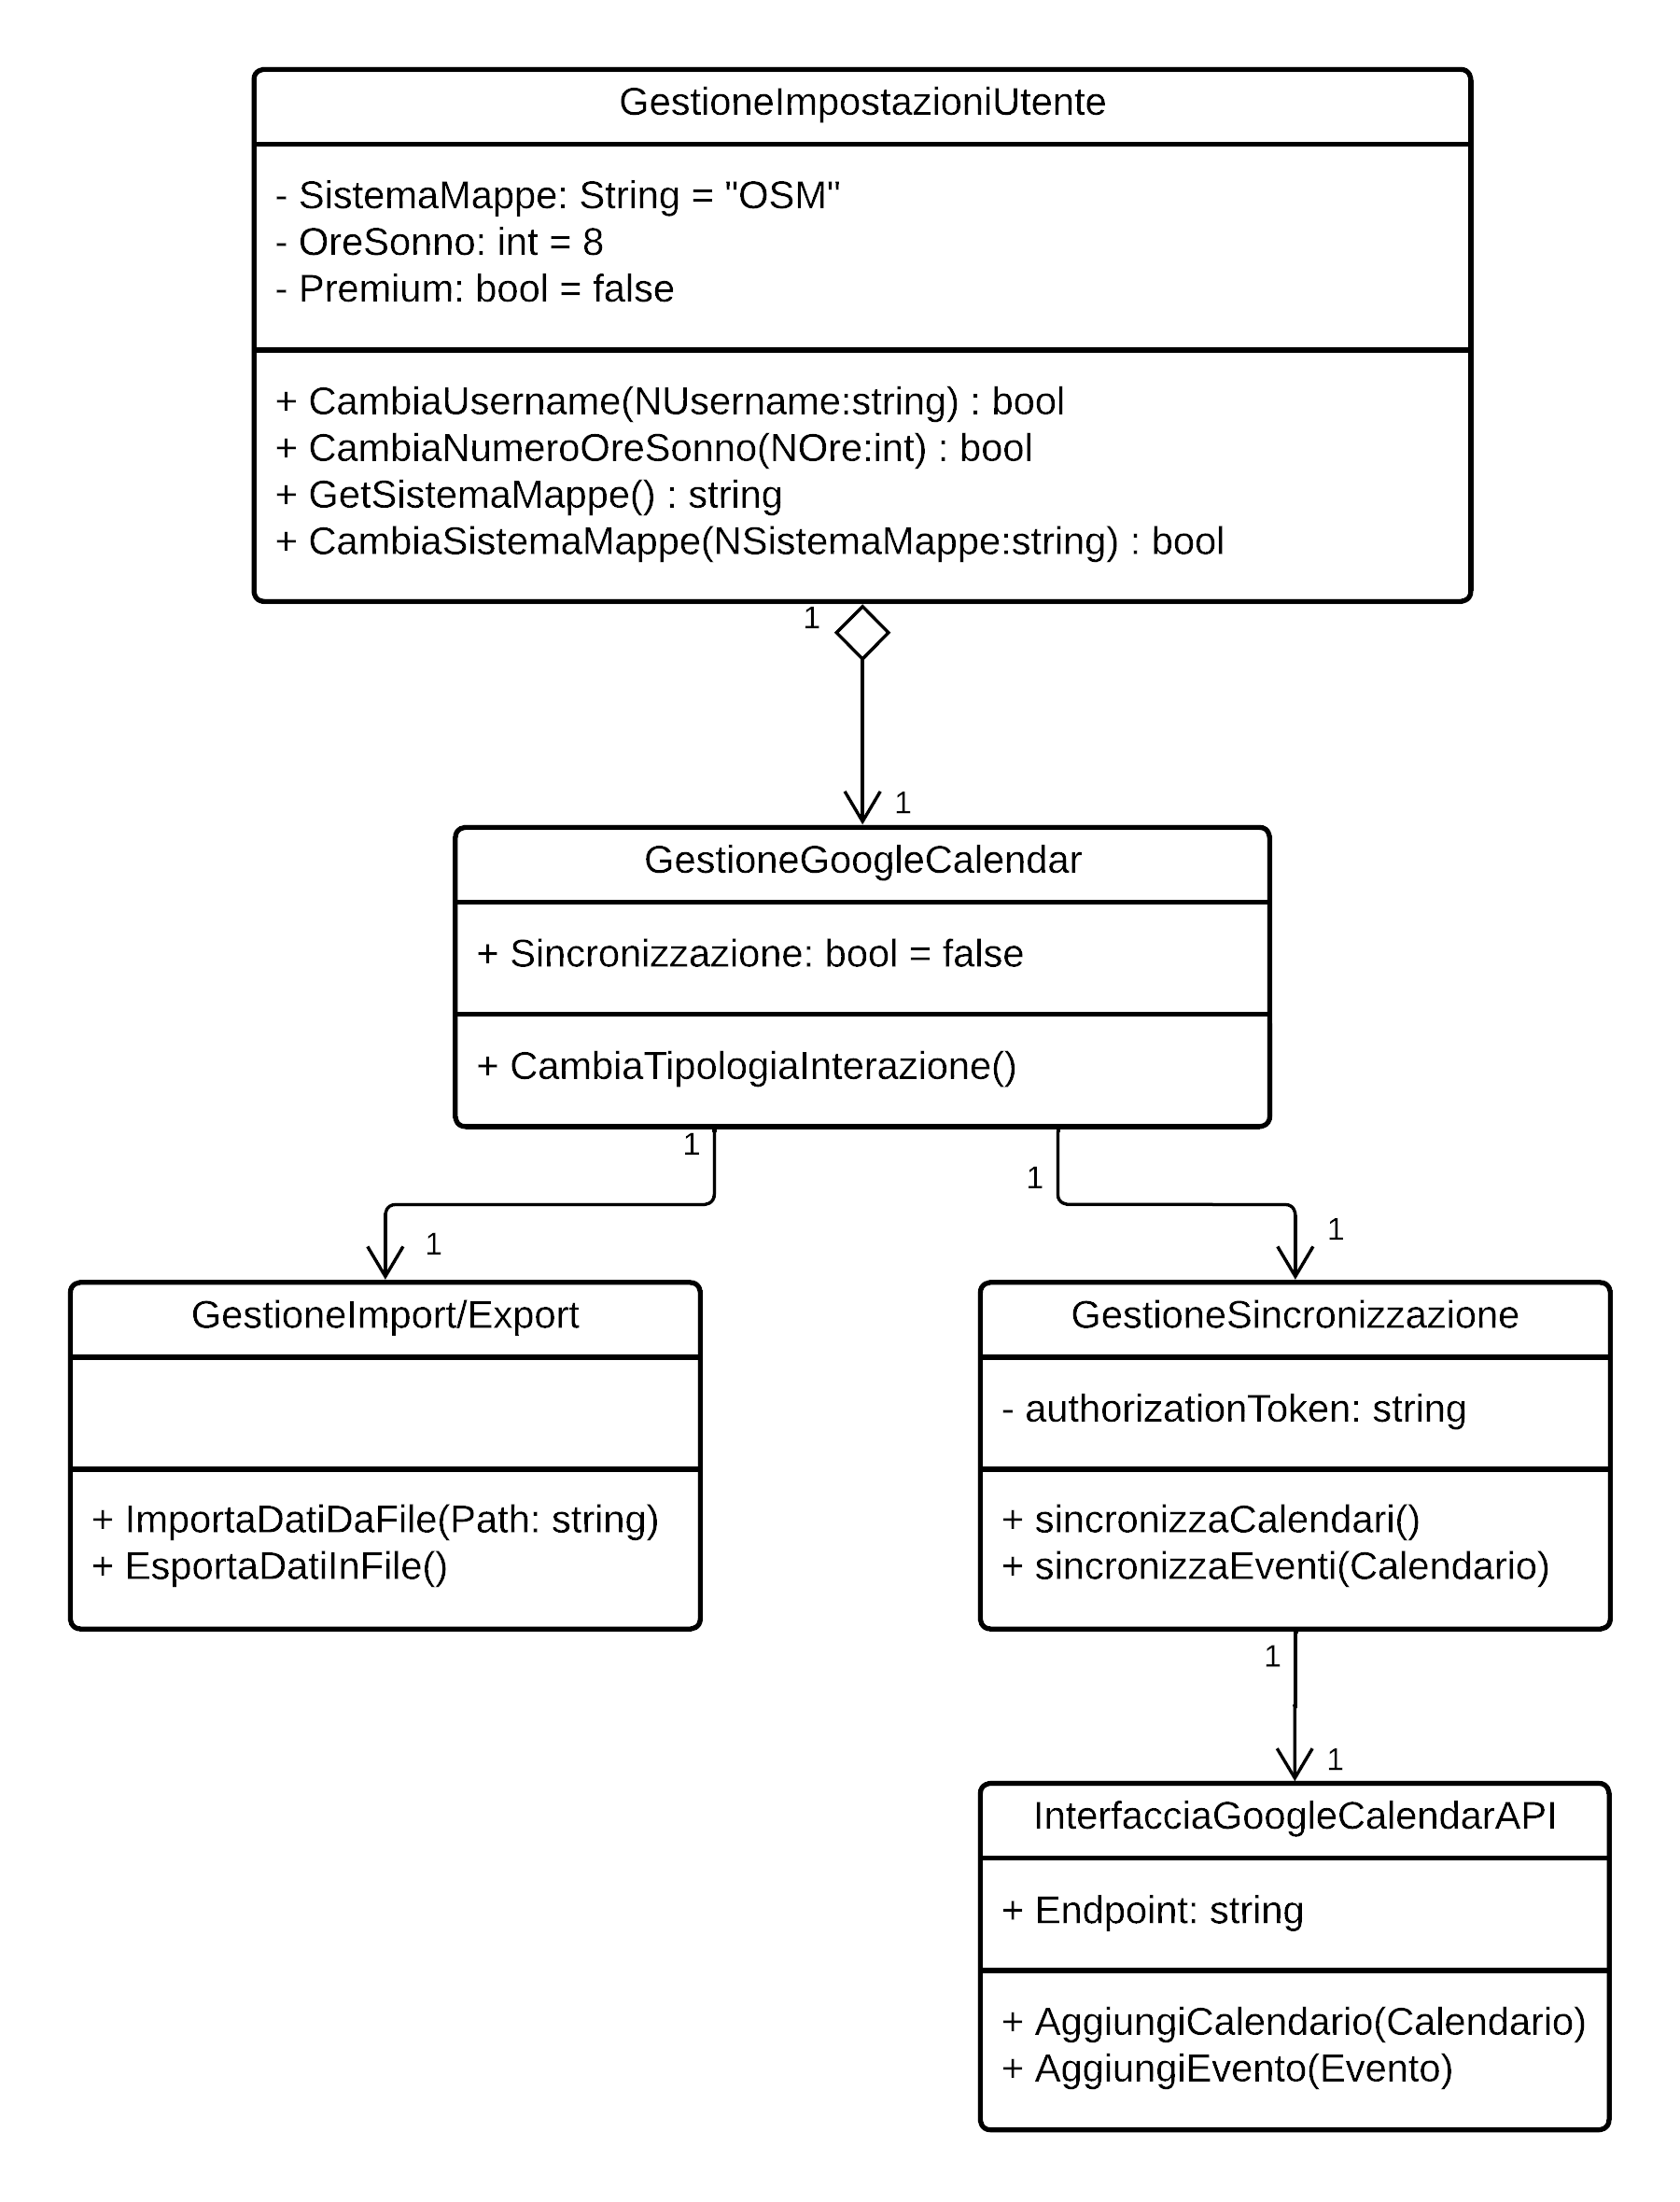 GestioneImpostazioniUtente
- SistemaMappe: String = "OSM"
- OreSonno: int = 8
- Premium: bool = false
+ CambiaUsername(NUsername:string) : bool
+ CambiaNumeroOreSonno(NOre:int) : bool
+ GetSistemaMappe() : string
+ CambiaSistemaMappe(NSistemaMappe:string) : bool
1
1
GestioneGoogleCalendar
+ Sincronizzazione: bool = false
+ CambiaTipologiaInterazione()
1
1
1
1
GestioneImport/Export
+ ImportaDatiDaFile(Path: string)
+ EsportaDatiInFile()
GestioneSincronizzazione
- authorizationToken: string
+ sincronizzaCalendari()
+ sincronizzaEventi(Calendario)
1
1
InterfacciaGoogleCalendarAPI
+ Endpoint: string
+ AggiungiCalendario(Calendario)
+ AggiungiEvento(Evento)